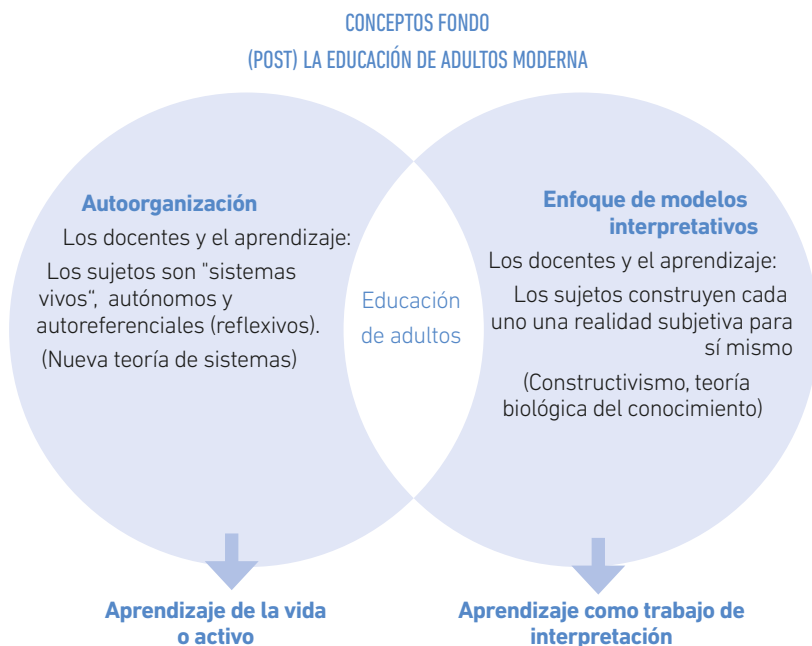 CONCEPTOS FONDO
(POST) LA EDUCACIÓN DE ADULTOS MODERNA
Autoorganización
Los docentes y el aprendizaje:
Los sujetos son "sistemas
vivos“, autónomos y
autoreferenciales (reflexivos).
(Nueva teoría de sistemas)
Educación
de adultos
Enfoque de modelos
interpretativos
Los docentes y el aprendizaje:
Los sujetos construyen cada
uno una realidad subjetiva para
sí mismo
(Constructivismo, teoría
biológica del conocimiento)
Aprendizaje de la vida
o activo
Aprendizaje como trabajo de
interpretación